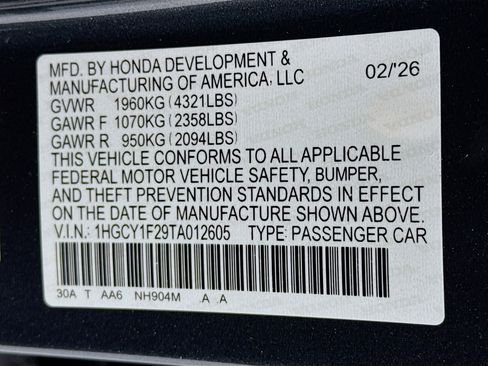 MFD. BY HONDA DEVELOPMENT &
MANUFACTURING OF AMERICA, LLC 02/'26
GVWR 1960KG (4321LBS)
GAWR F 1070KG (2358LBS)
GAWR R 950KG (2094LBS)
THIS VEHICLE CONFORMS TO ALL APPLICABLE
FEDERAL MOTOR VEHICLE SAFETY, BUMPER,
AND THEFT PREVENTION STANDARDS IN EFFECT
ON THE DATE OF MANUFACTURE SHOWN ABOVE.
V.I.N.: 1HGCY1F29TA012605 TYPE: PASSENGER CAR
30A T AA6 NH904M .A .A